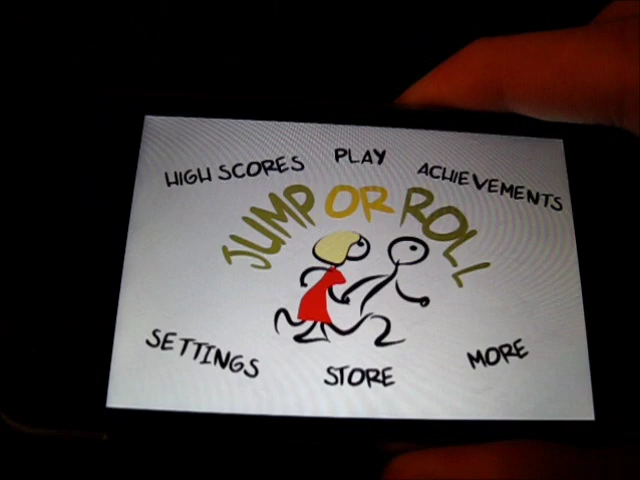 HIGH SCORES
PLAY
ACHIEVEMENTS
JUMP OR ROLL
SETTINGS
STORE
MORE